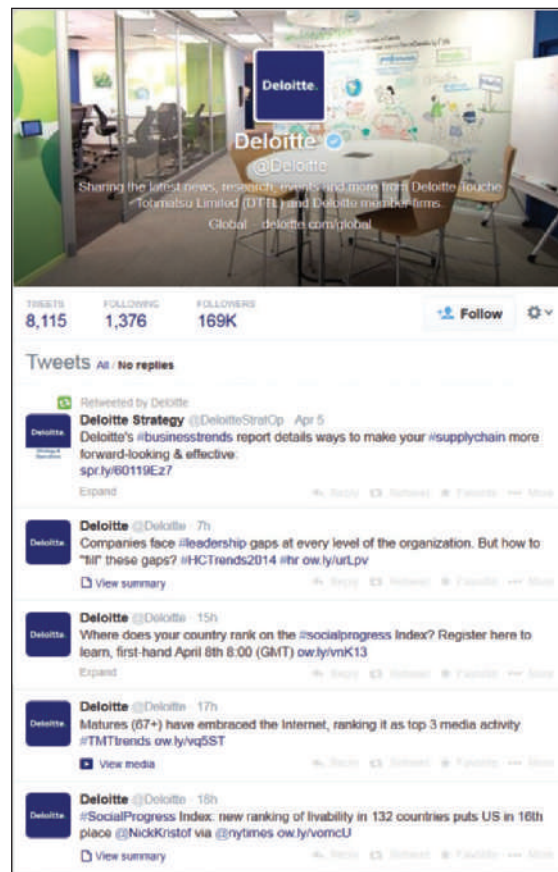 Deloitte.
Deloitte
@Deloitte
Sharing the latest news, research, events and more from Deloitte Touche
Tohmatsu Limited (DTTL) and Deloitte member firms.
Global · deloitte.com/global
TWEETS FOLLOWING FOLLOWERS
8,115 1,376 169K
Follow
Tweets All / No replies
Retweeted by Deloitte
Deloitte.
Strategy &
Operations
Deloitte Strategy @DeloitteStratOp · Apr 5
Deloitte's #businesstrends report details ways to make your #supplychain more
forward-looking & effective:
spr.ly/60119Ez7
Expand Reply Retweet Favorite More
Deloitte.
Deloitte @Deloitte · 7h
Companies face #leadership gaps at every level of the organization. But how to
"fill" these gaps? #HCTrends2014 #hr ow.ly/urLpv
View summary Reply Retweet Favorite More
Deloitte.
Deloitte @Deloitte · 15h
Where does your country rank on the #socialprogress Index? Register here to
learn, first-hand April 8th 8:00 (GMT) ow.ly/vnK13
Expand Reply Retweet Favorite More
Deloitte.
Deloitte @Deloitte · 17h
Matures (67+) have embraced the Internet, ranking it as top 3 media activity
#TMTtrends ow.ly/vq5ST
View media Reply Retweet Favorite More
Deloitte.
Deloitte @Deloitte · 18h
#SocialProgress Index: new ranking of livability in 132 countries puts US in 16th
place @NickKristof via @nytimes ow.ly/vomcU
View summary Reply Retweet Favorite More